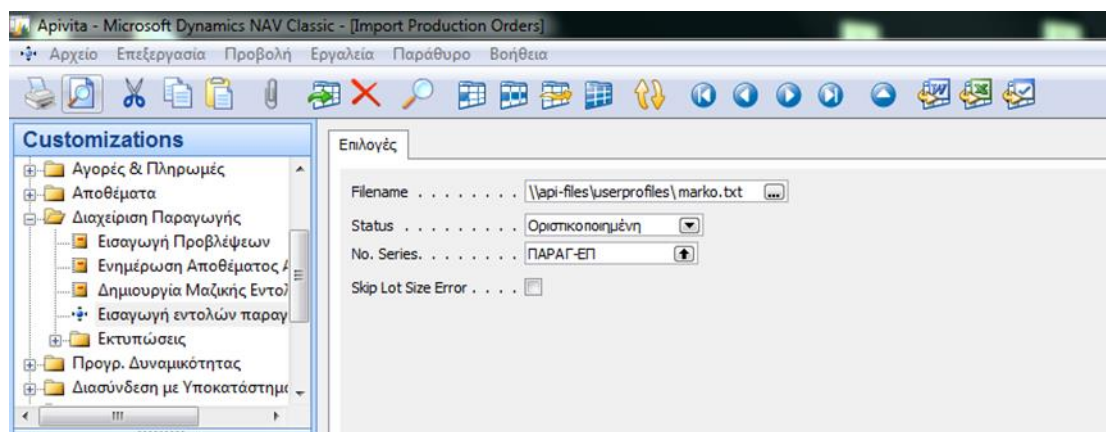 Apivita - Microsoft Dynamics NAV Classic - [Import Production Orders]
Αρχείο Επεξεργασία Προβολή Εργαλεία Παράθυρο Βοήθεια
Customizations
Αγορές & Πληρωμές
Αποθέματα
Διαχείριση Παραγωγής
Εισαγωγή Προβλέψεων
Ενημέρωση Αποθέματος Α
Δημιουργία Μαζικής Εντολ
Εισαγωγή εντολών παραγ
Εκτυπώσεις
Προγρ. Δυναμικότητας
Διασύνδεση με Υποκατάστημα
Επιλογές
Filename . . . . . . . . \\api-files\userprofiles\ marko.txt ...
Status . . . . . . . . . Οριστικοποιημένη
No. Series. . . . . . . . ΠΑΡΑΓ-ΕΠ
Skip Lot Size Error . . . .